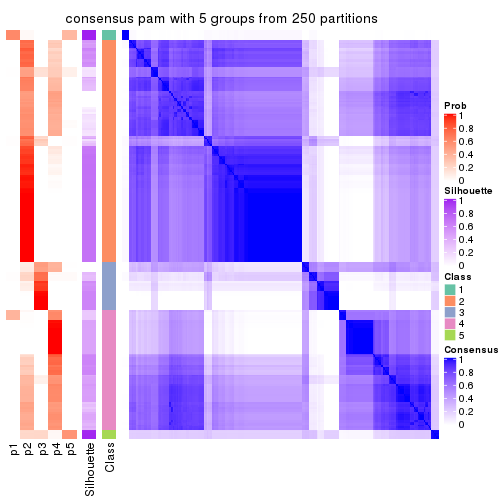 consensus pam with 5 groups from 250 partitions
Prob
1
0.8
0.6
0.4
0.2
0
Silhouette
1
0.8
0.6
0.4
0.2
0
Class
1
2
3
4
5
Consensus
1
0.8
0.6
0.4
0.2
0
p1
p2
p3
p4
p5
Silhouette
Class